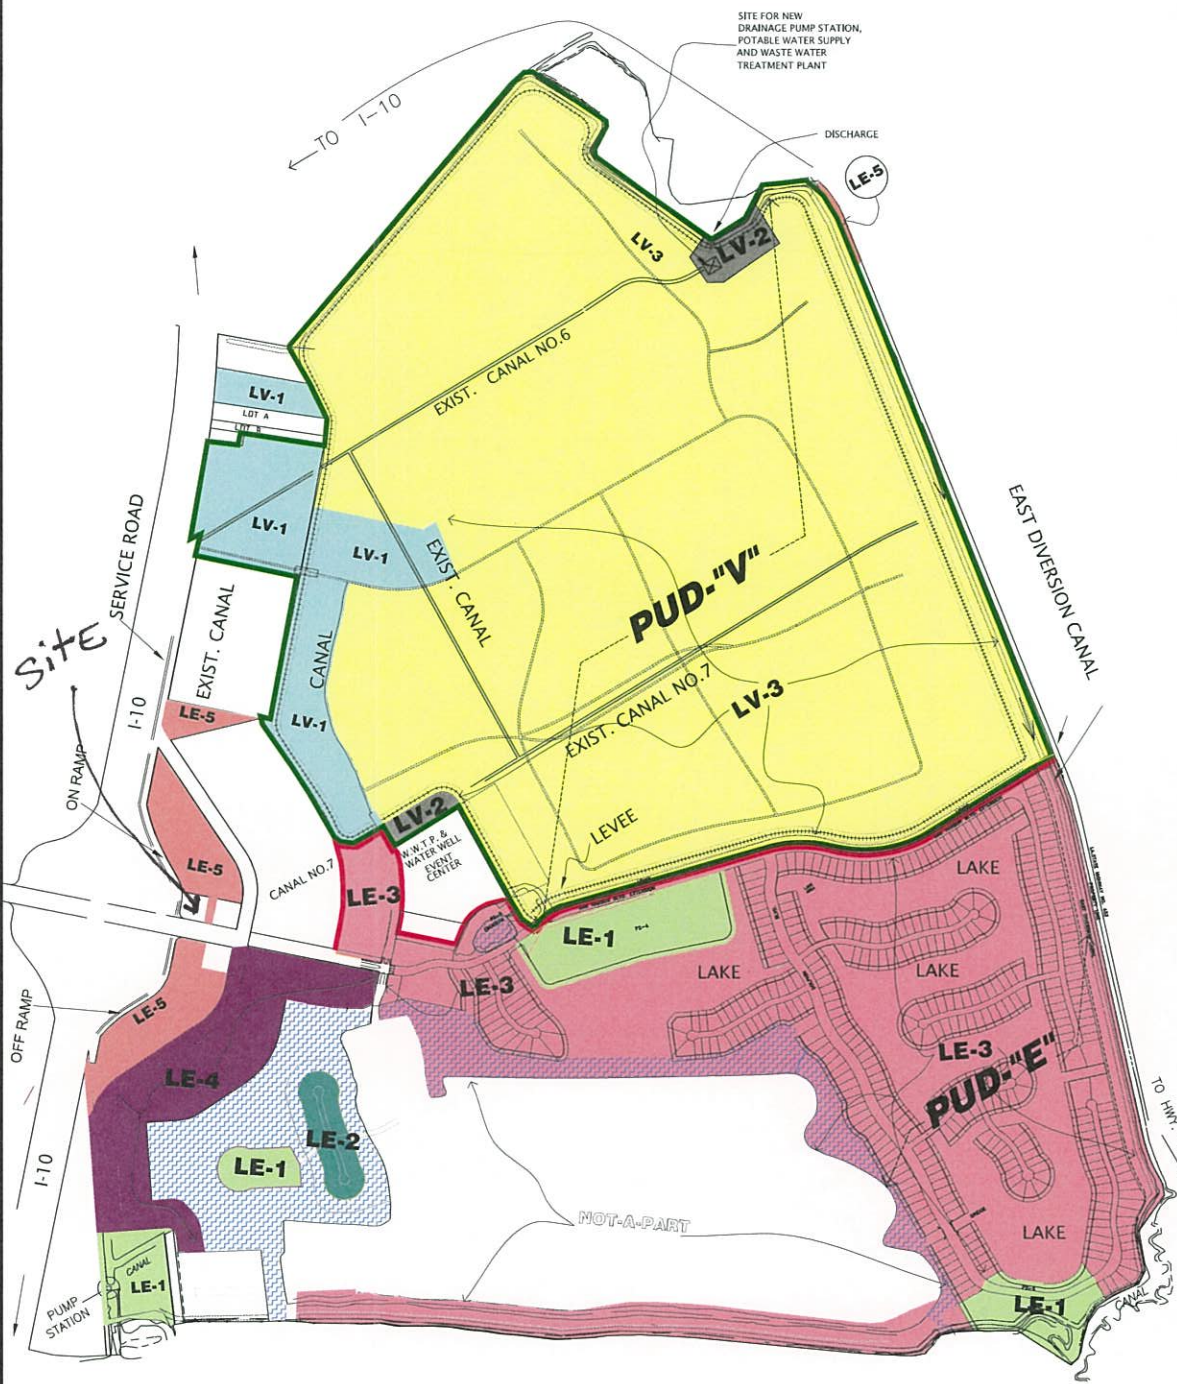 SITE FOR NEW
DRAINAGE PUMP STATION,
POTABLE WATER SUPPLY
AND WASTE WATER
TREATMENT PLANT
TO I-10
DISCHARGE
LE-5
LV-2
LV-3
EXIST. CANAL NO.6
LV-1
LOT A
LOT B
LV-1
LV-1
EXIST. CANAL
SERVICE ROAD
EXIST. CANAL
CANAL
EAST DIVERSION CANAL
PUD-"V"
EXIST. CANAL NO.7
LV-3
SitE
I-10
LE-5
LV-1
ON RAMP
LV-2
LEVEE
W.W.T.P. &
WATER WELL
EVENT
CENTER
LE-5
CANAL NO.7
LE-3
LAKE
LE-1
LAKE
LAKE
LE-3
LE-5
OFF RAMP
LE-4
LE-3
PUD-"E"
TO HWY.
LE-2
LE-1
I-10
NOT-A-PART
LAKE
CANAL
LE-1
PUMP
STATION
LE-1
CANAL